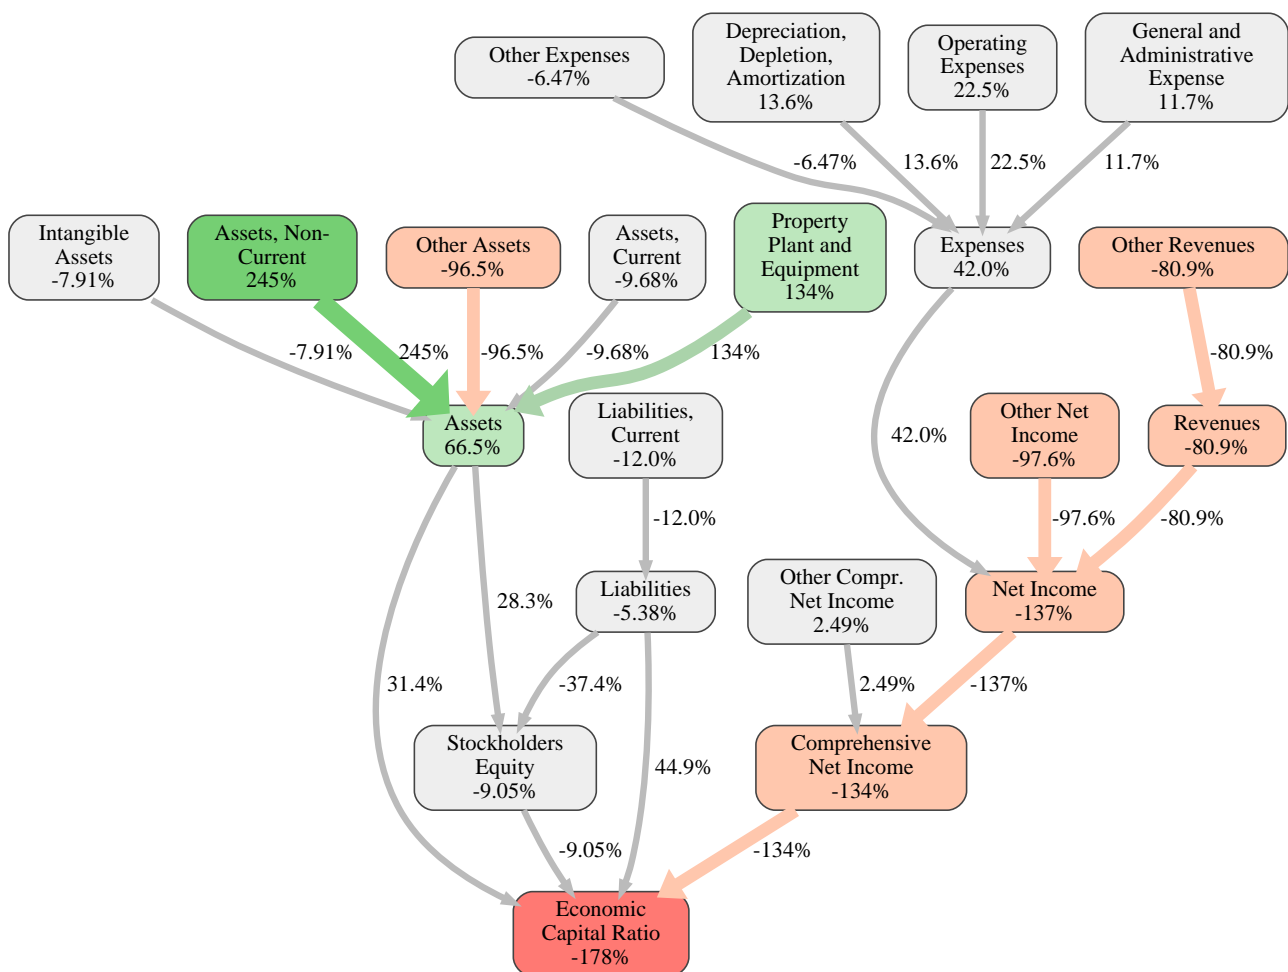 Other Expenses
-6.47%
Depreciation,
Depletion,
Amortization
13.6%
Operating
Expenses
22.5%
General and
Administrative
Expense
11.7%
-6.47%
13.6%
22.5%
11.7%
Intangible
Assets
-7.91%
Assets, Non-
Current
245%
Other Assets
-96.5%
Assets,
Current
-9.68%
Property
Plant and
Equipment
134%
Expenses
42.0%
Other Revenues
-80.9%
-7.91%
245%
-96.5%
-9.68%
134%
-80.9%
Assets
66.5%
Liabilities,
Current
-12.0%
42.0%
Other Net
Income
-97.6%
Revenues
-80.9%
-12.0%
-97.6%
-80.9%
28.3%
Liabilities
-5.38%
Other Compr.
Net Income
2.49%
Net Income
-137%
31.4%
-37.4%
2.49%
-137%
Stockholders
Equity
-9.05%
44.9%
Comprehensive
Net Income
-134%
-9.05%
-134%
Economic
Capital Ratio
-178%